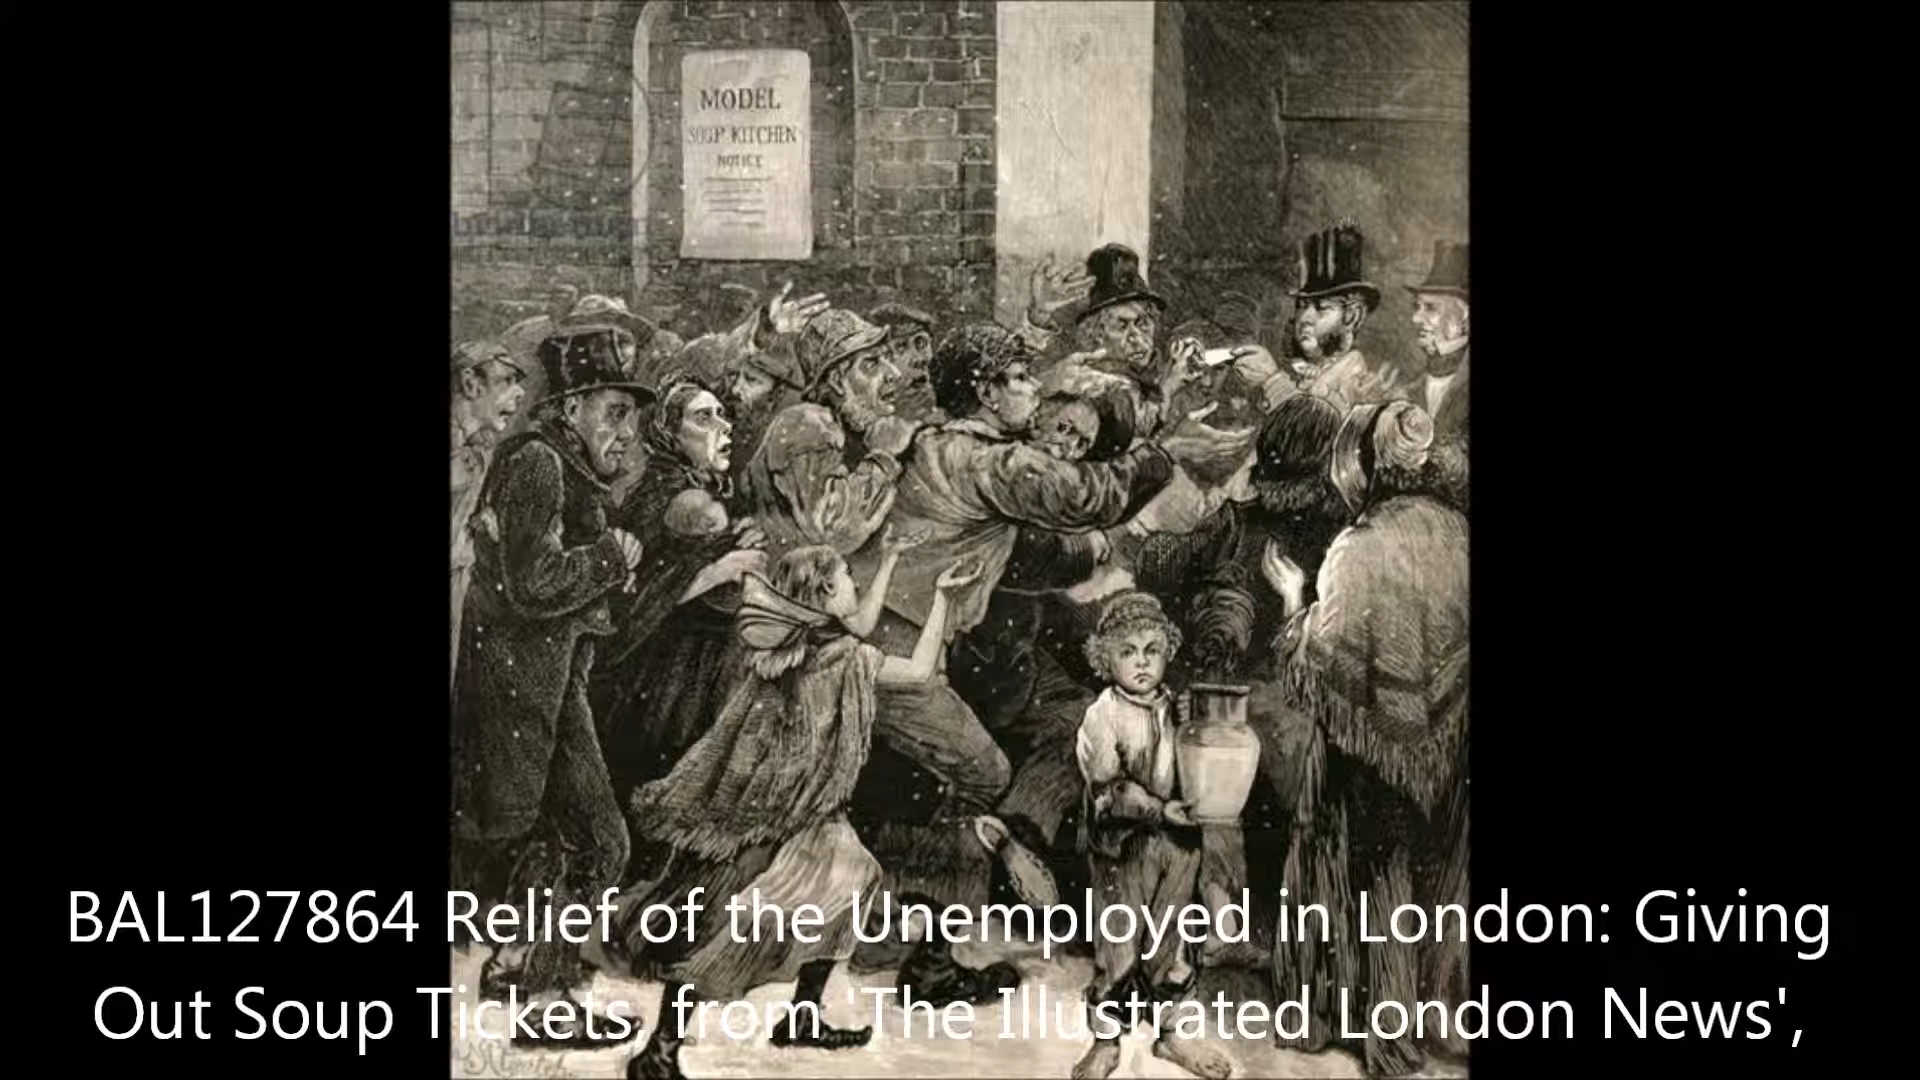 MODEL
SOUP KITCHEN
NOTICE
BAL127864 Relief of the Unemployed in London: Giving
Out Soup Tickets, from 'The Illustrated London News',